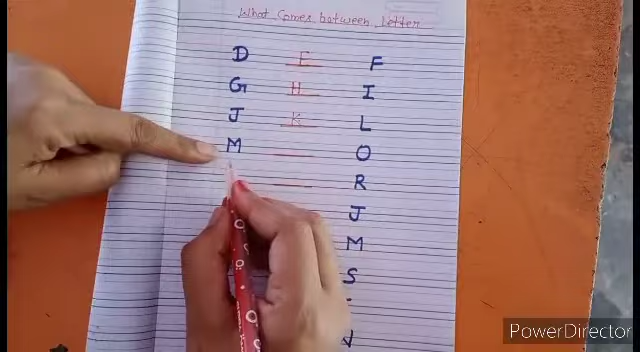 What Comes between Letter
D E F
G H I
J K L
M O
R
J
M
S
PowerDirector